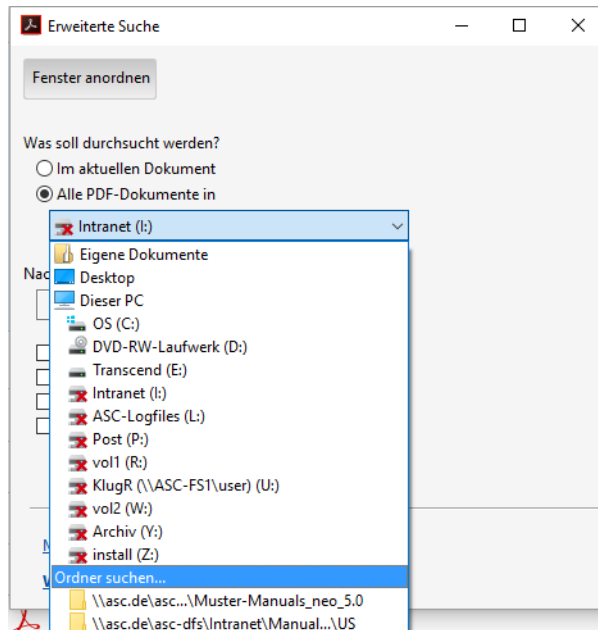 Erweiterte Suche
Fenster anordnen
Was soll durchsucht werden?
Im aktuellen Dokument
Alle PDF-Dokumente in
Intranet (I:)
Eigene Dokumente
Nac
Desktop
Dieser PC
OS (C:)
DVD-RW-Laufwerk (D:)
Transcend (E:)
Intranet (I:)
ASC-Logfiles (L:)
Post (P:)
vol1 (R:)
KlugR (\\ASC-FS1\user) (U:)
vol2 (W:)
Archiv (Y:)
install (Z:)
Ordner suchen...
\\asc.de\asc...\Muster-Manuals_neo_5.0
\\asc.de\asc-dfs\Intranet\Manual...\US